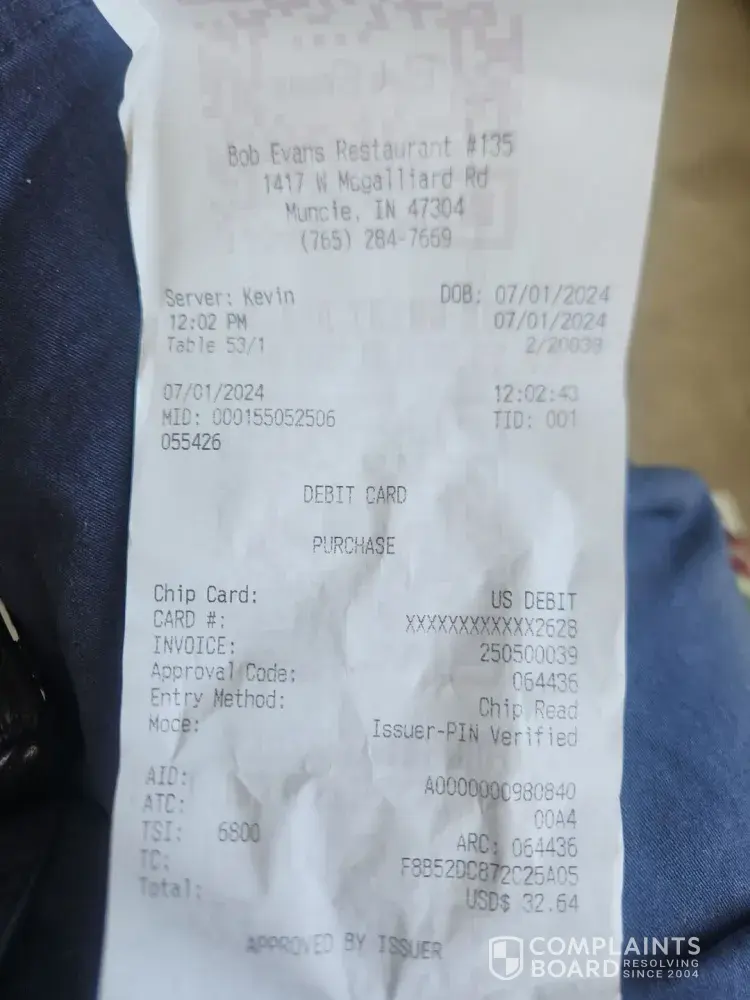 Bob Evans Restaurant #135
1417 W Mcgalliard Rd
Muncie, IN 47304
(765) 284-7669
Server: Kevin DOB: 07/01/2024
12:02 PM 07/01/2024
Table 53/1 2/20039
07/01/2024 12:02:43
MID: 000155052506 TID: 001
055426
DEBIT CARD
PURCHASE
Chip Card: US DEBIT
CARD #: XXXXXXXXXXXX2628
INVOICE: 250500039
Approval Code: 064436
Entry Method: Chip Read
Mode: Issuer-PIN Verified
AID: A0000000980840
ATC: 00A4
TSI: 6800 ARC: 064436
TC: F8B52DC872C25A05
Total: USD$ 32.64
APPROVED BY ISSUER
COMPLAINTS
BOARD RESOLVING
SINCE 2004